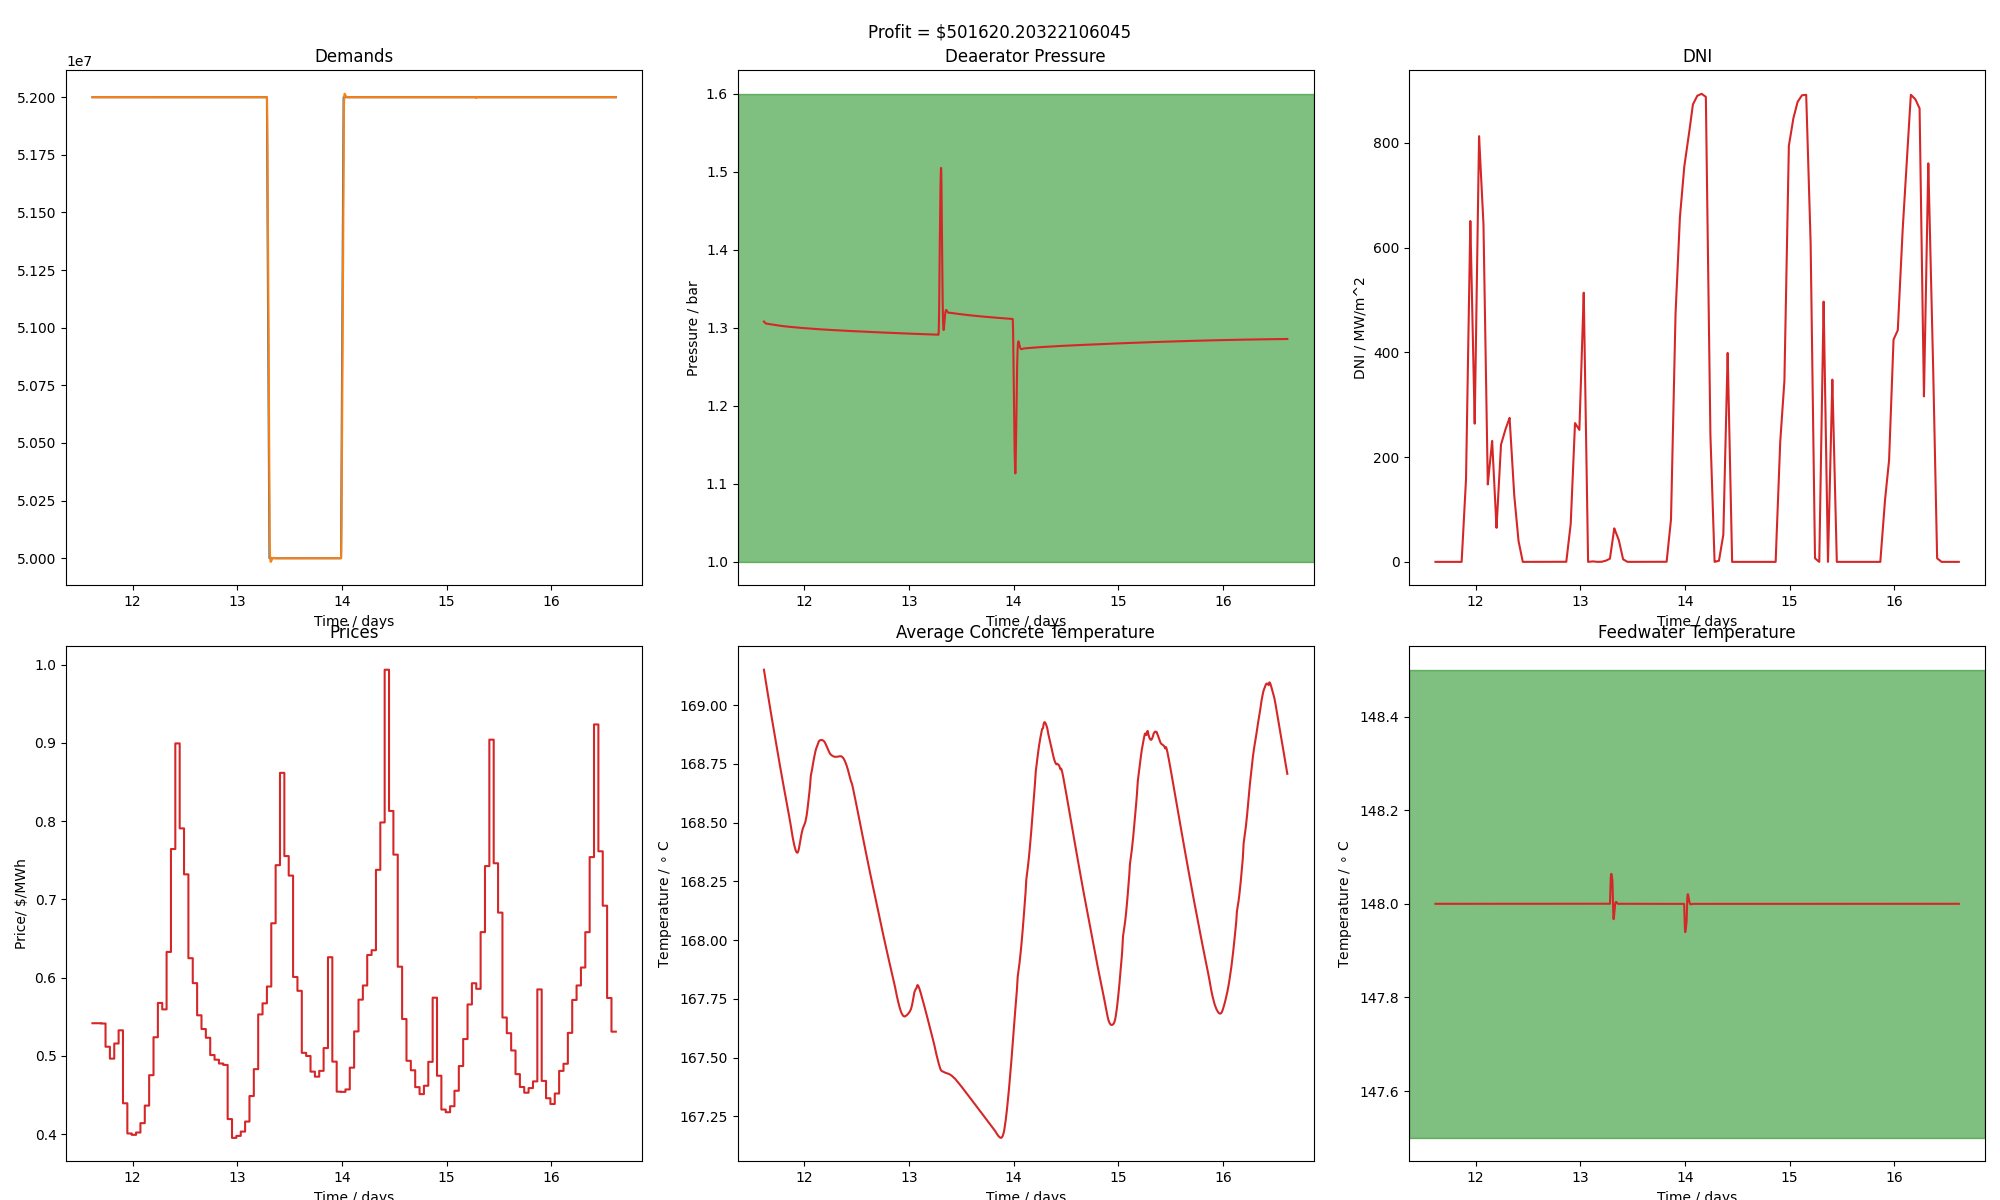 Profit = $501620.20322106045
Demands
1e7
5.200
5.175
5.150
5.125
5.100
5.075
5.050
5.025
5.000
12 13 14 15 16
Time / days
Deaerator Pressure
Pressure / bar
1.6
1.5
1.4
1.3
1.2
1.1
1.0
12 13 14 15 16
Time / days
DNI
DNI / MW/m^2
800
600
400
200
0
12 13 14 15 16
Time / days
Prices
Price/ $/MWh
1.0
0.9
0.8
0.7
0.6
0.5
0.4
12 13 14 15 16
Time / days
Average Concrete Temperature
Temperature / ∘ C
169.00
168.75
168.50
168.25
168.00
167.75
167.50
167.25
12 13 14 15 16
Time / days
Feedwater Temperature
Temperature / ∘ C
148.4
148.2
148.0
147.8
147.6
12 13 14 15 16
Time / days